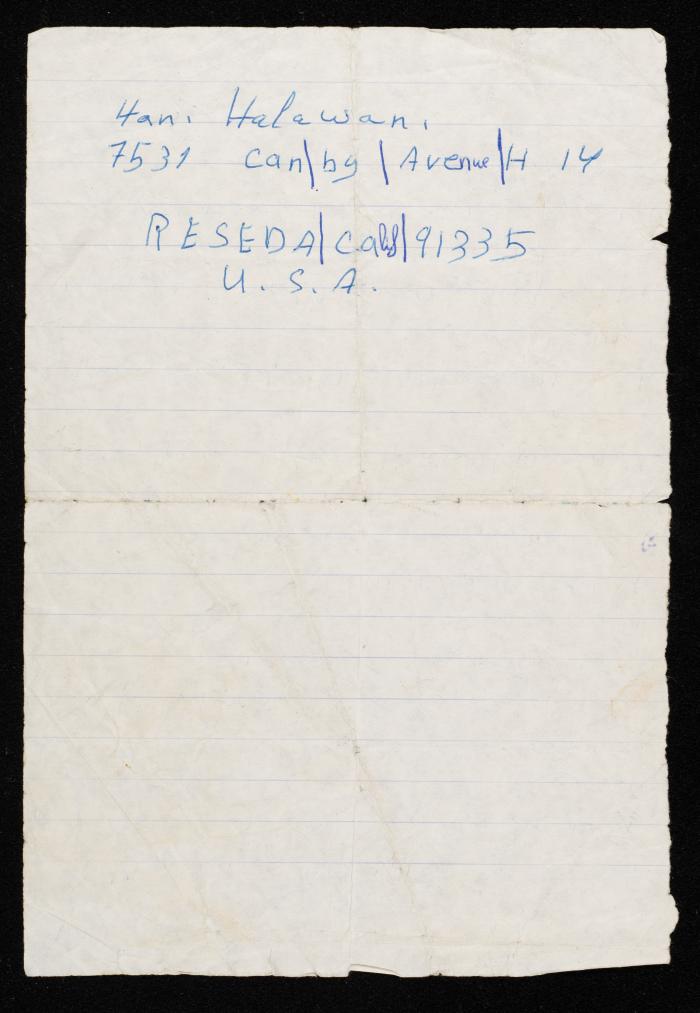 Hani Halawani
7531 Can|by | Avenue|H 14
RESEDA|Calif|91335
U.S.A.